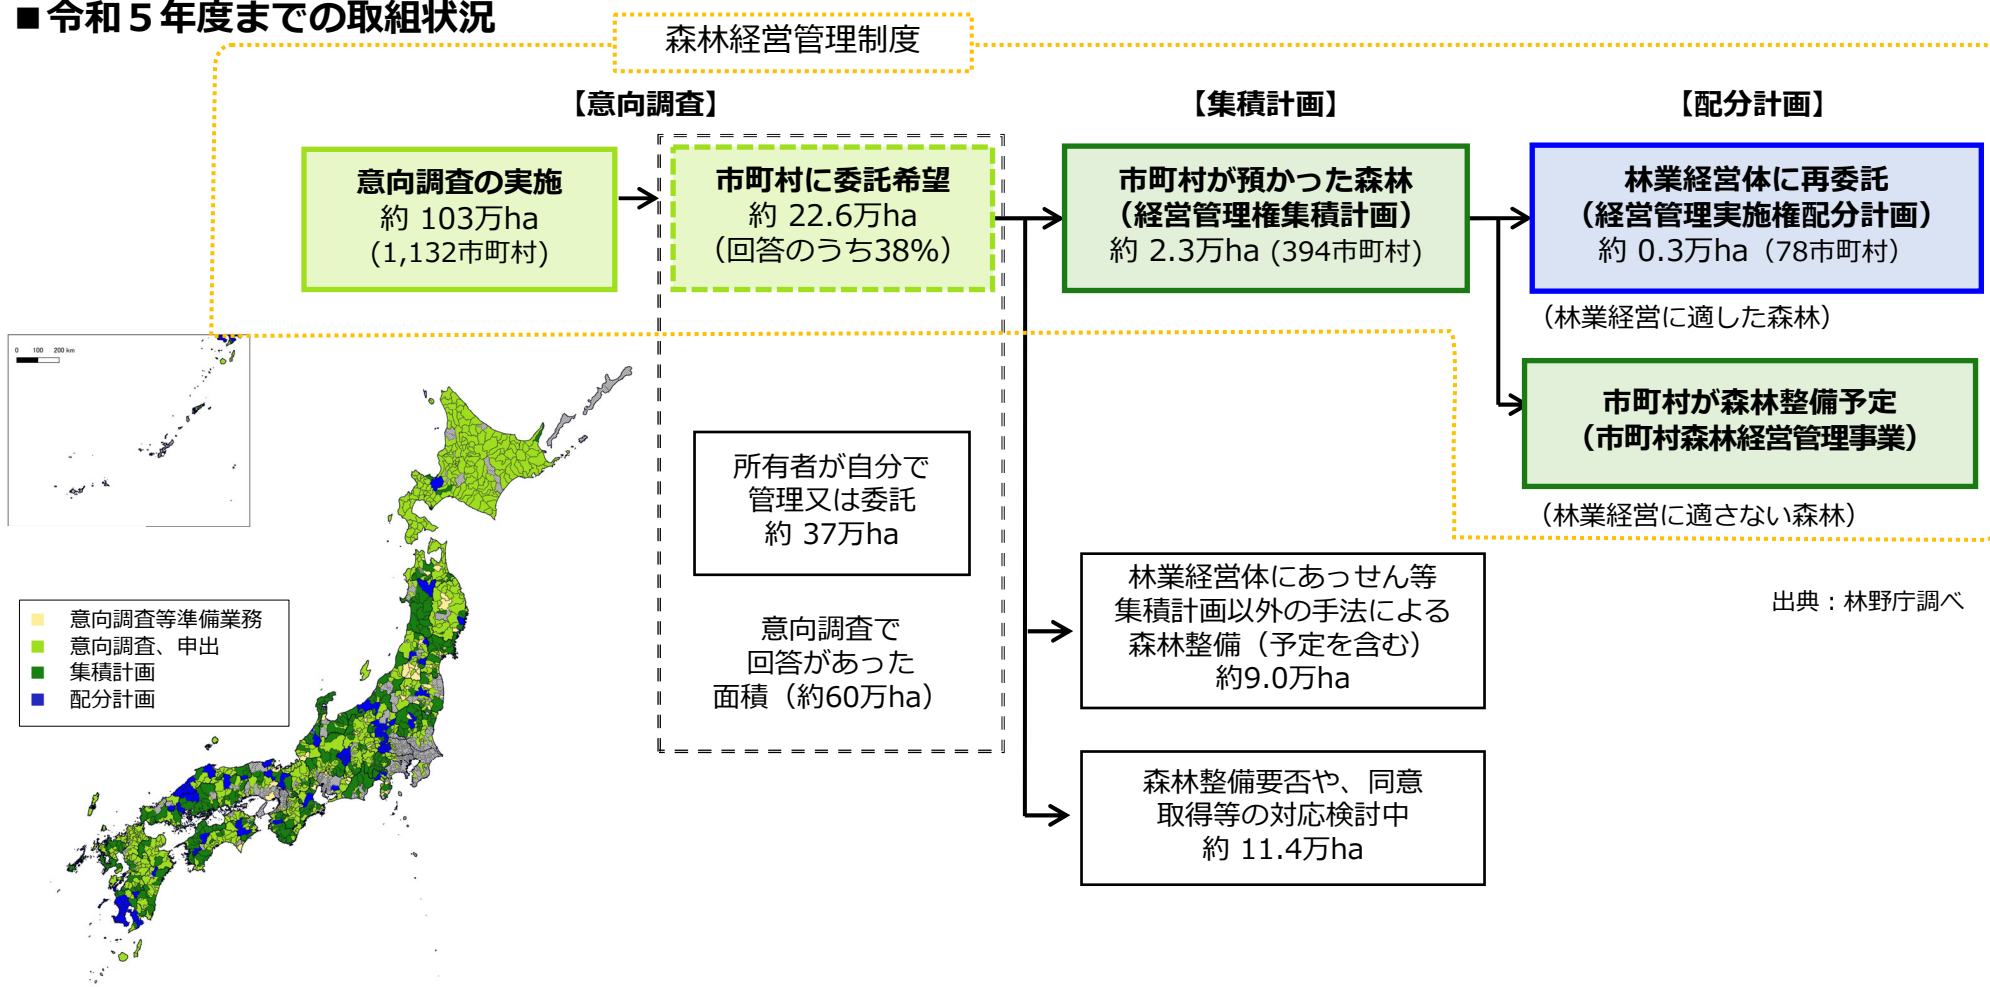 ■令和５年度までの取組状況
森林経営管理制度
【意向調査】
【集積計画】
【配分計画】
意向調査の実施
約 103万ha
(1,132市町村)
市町村に委託希望
約 22.6万ha
（回答のうち38%）
市町村が預かった森林
（経営管理権集積計画）
約 2.3万ha (394市町村)
林業経営体に再委託
（経営管理実施権配分計画）
約 0.3万ha（78市町村）
（林業経営に適した森林）
市町村が森林整備予定
（市町村森林経営管理事業）
（林業経営に適さない森林）
所有者が自分で
管理又は委託
約 37万ha
意向調査で
回答があった
面積（約60万ha）
林業経営体にあっせん等
集積計画以外の手法による
森林整備（予定を含む）
約9.0万ha
森林整備要否や、同意
取得等の対応検討中
約 11.4万ha
出典：林野庁調べ
0 100 200 km
意向調査等準備業務
意向調査、申出
集積計画
配分計画